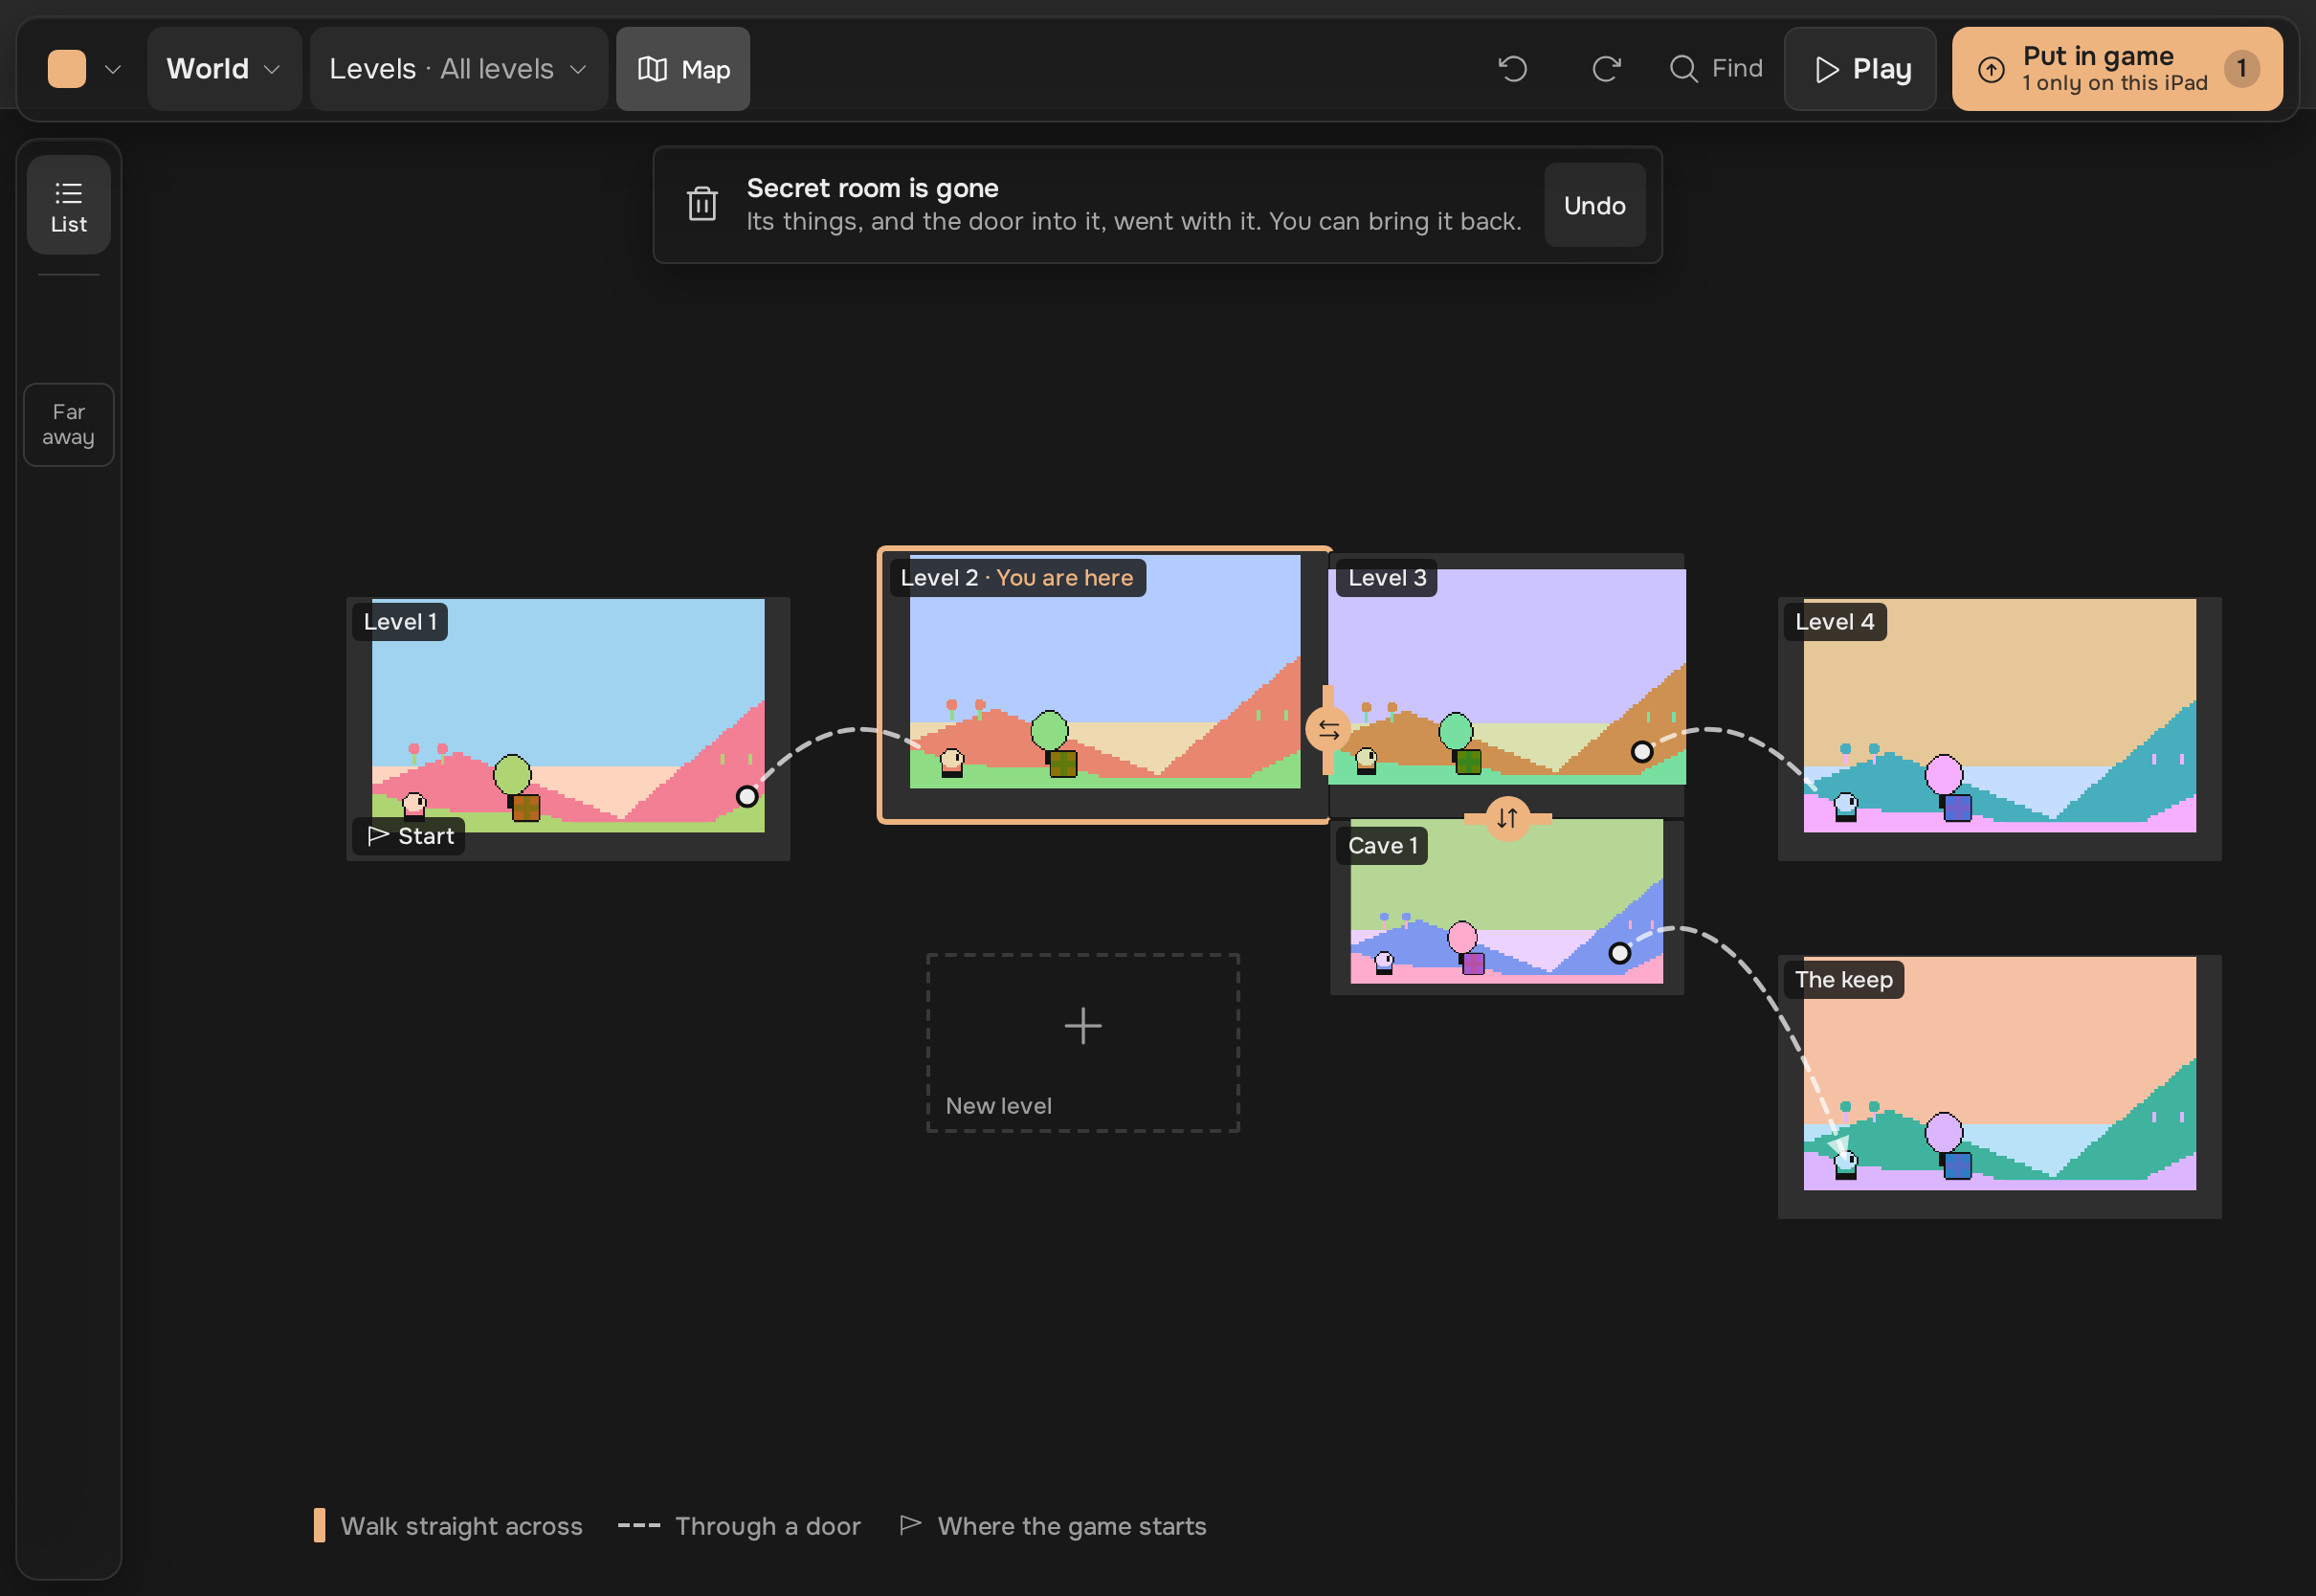 World
Levels · All levels
Map
Find
Play
Put in game
1 only on this iPad
1
List
Far
away
Secret room is gone
Its things, and the door into it, went with it. You can bring it back.
Undo
Level 1
Start
Level 2 · You are here
Level 3
Level 4
Cave 1
The keep
New level
Walk straight across
Through a door
Where the game starts